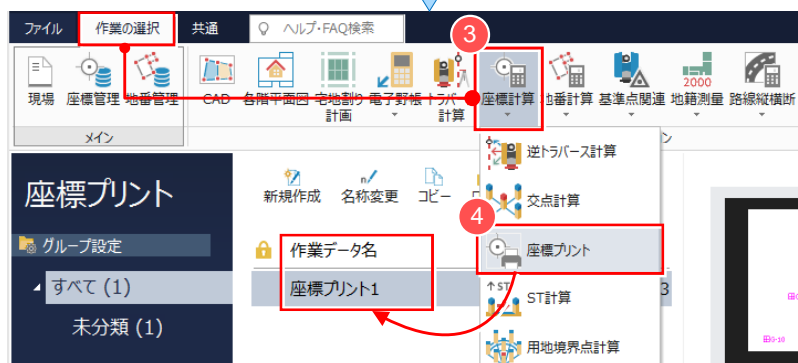 ファイル 作業の選択 共通 ヘルプ・FAQ検索
3
現場 座標管理 地番管理 CAD 各階平面図 宅地割り 電子野帳 トラバース 座標計算 地番計算 基準点関連 地籍測量 路線縦横断
計画 計算
2000
メイン
座標プリント
新規作成 名称変更 コピー
逆トラバース計算
4
交点計算
グループ設定
作業データ名
座標プリント
すべて (1)
座標プリント1
3
ST
ST計算
未分類 (1)
用地境界点計算